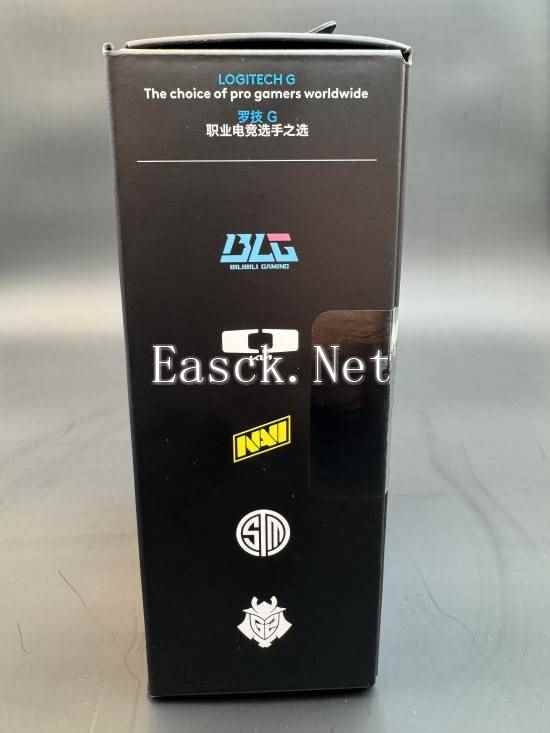 LOGITECH G
The choice of pro gamers worldwide
罗技 G
职业电竞选手之选
BLG
BILIBILI GAMING
Easck.Net
NAVI
TSM
G2